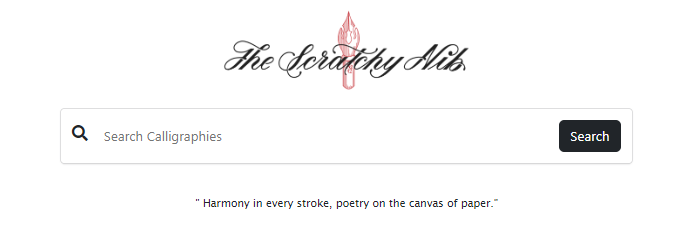 The Scratchy Nib
Search Calligraphies
Search
" Harmony in every stroke, poetry on the canvas of paper."